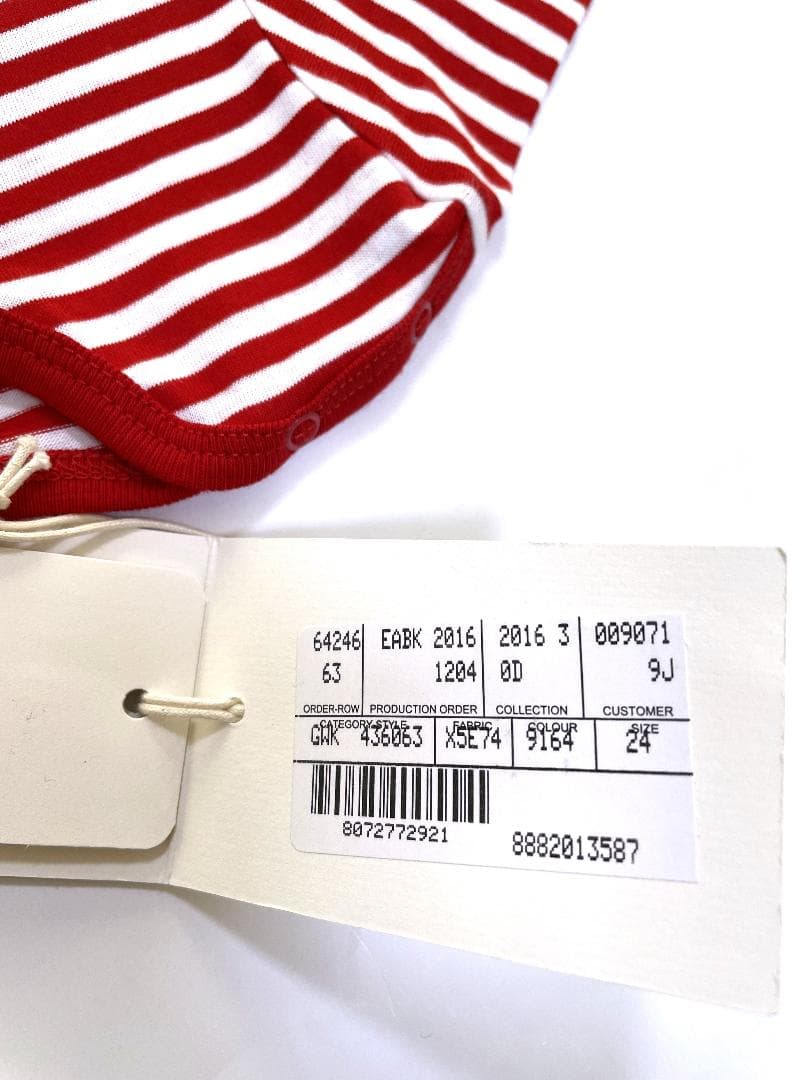 64246 EABK 2016 2016 3 009071
63 1204 0D 9J
ORDER-ROW PRODUCTION ORDER COLLECTION CUSTOMER
CATEGORY STYLE FABRIC COLOUR SIZE
GWK 436063 X5E74 9164 24
8072772921
8882013587